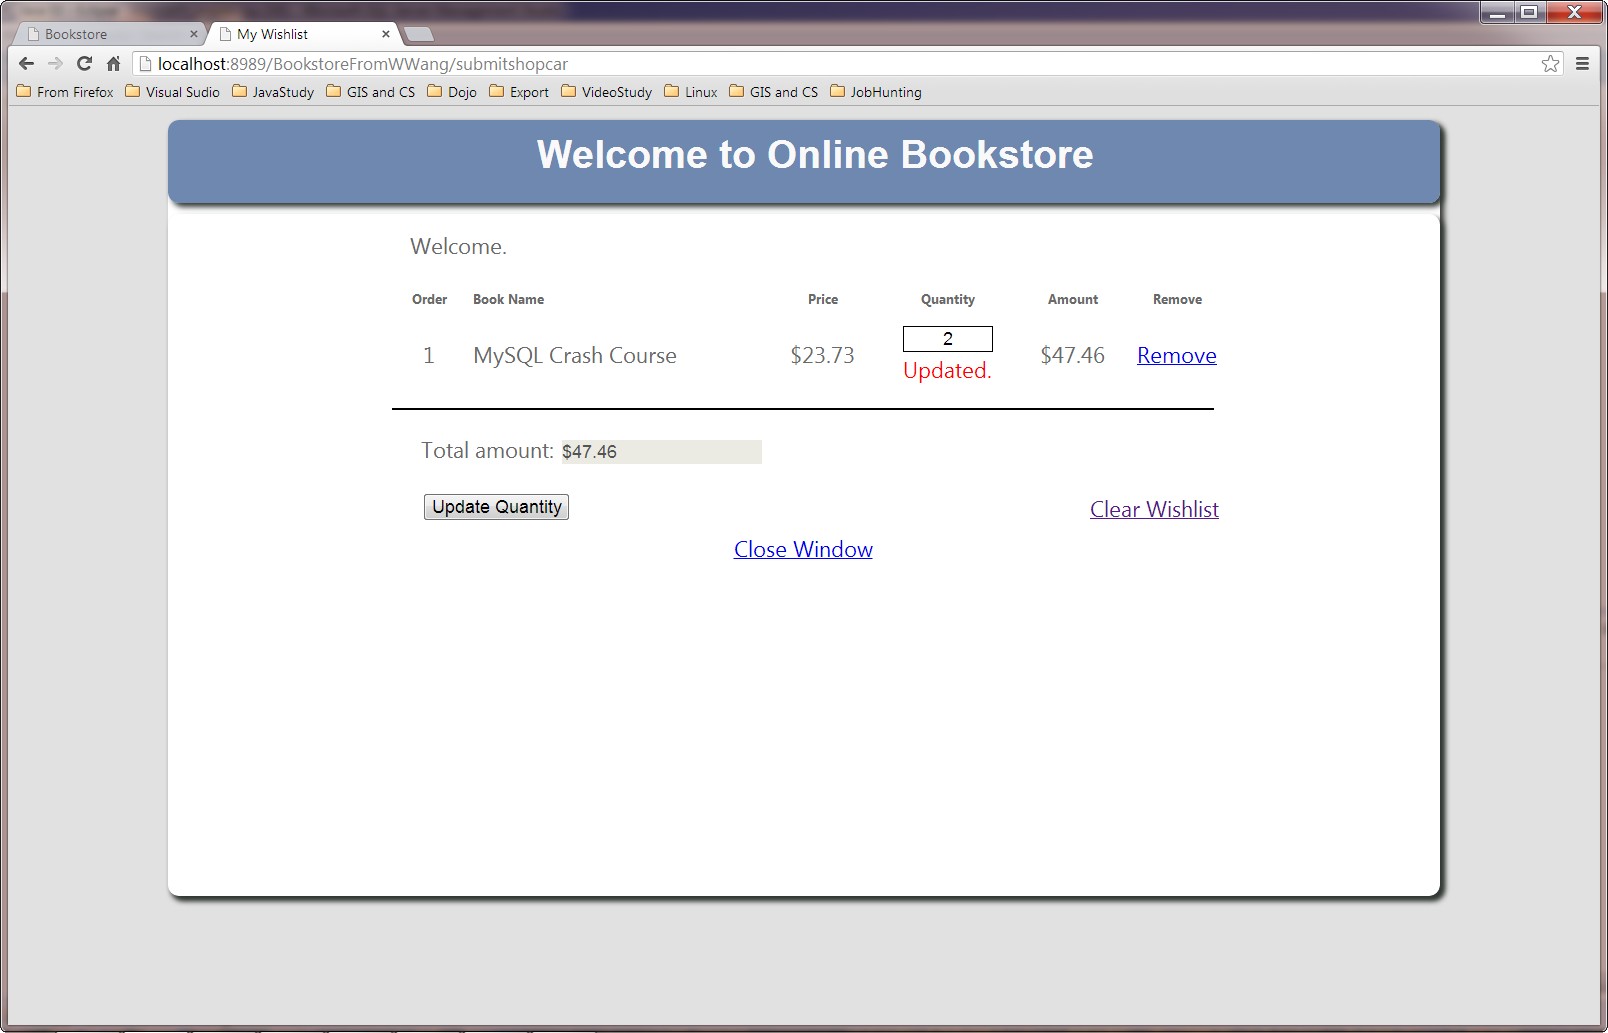 Bookstore My Wishlist
localhost:8989/BookstoreFromWWang/submitshopcar
From Firefox Visual Sudio JavaStudy GIS and CS Dojo Export VideoStudy Linux GIS and CS JobHunting
Welcome to Online Bookstore
Welcome.
Order Book Name Price Quantity Amount Remove
1 MySQL Crash Course $23.73 2 $47.46 Remove
Updated.
Total amount: $47.46
Update Quantity Clear Wishlist
Close Window